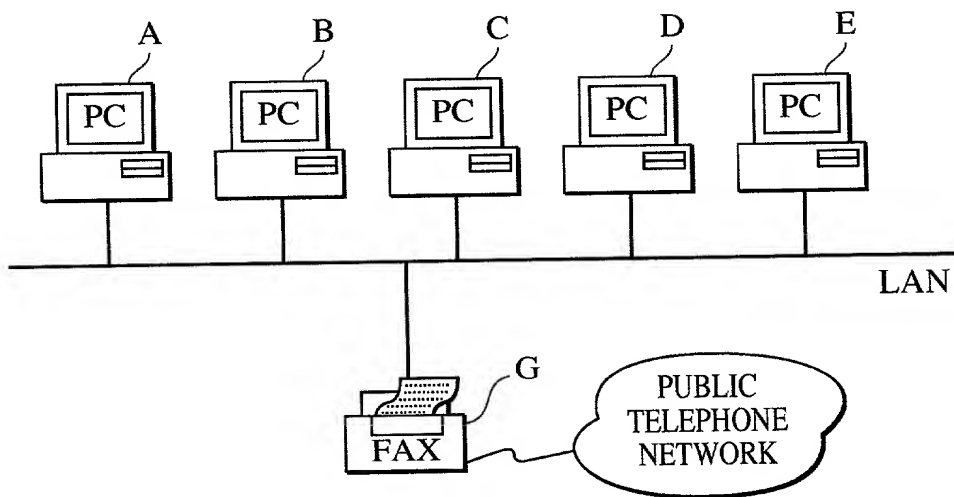 A B C D E
PC PC PC PC PC
LAN
G
FAX
PUBLIC
TELEPHONE
NETWORK